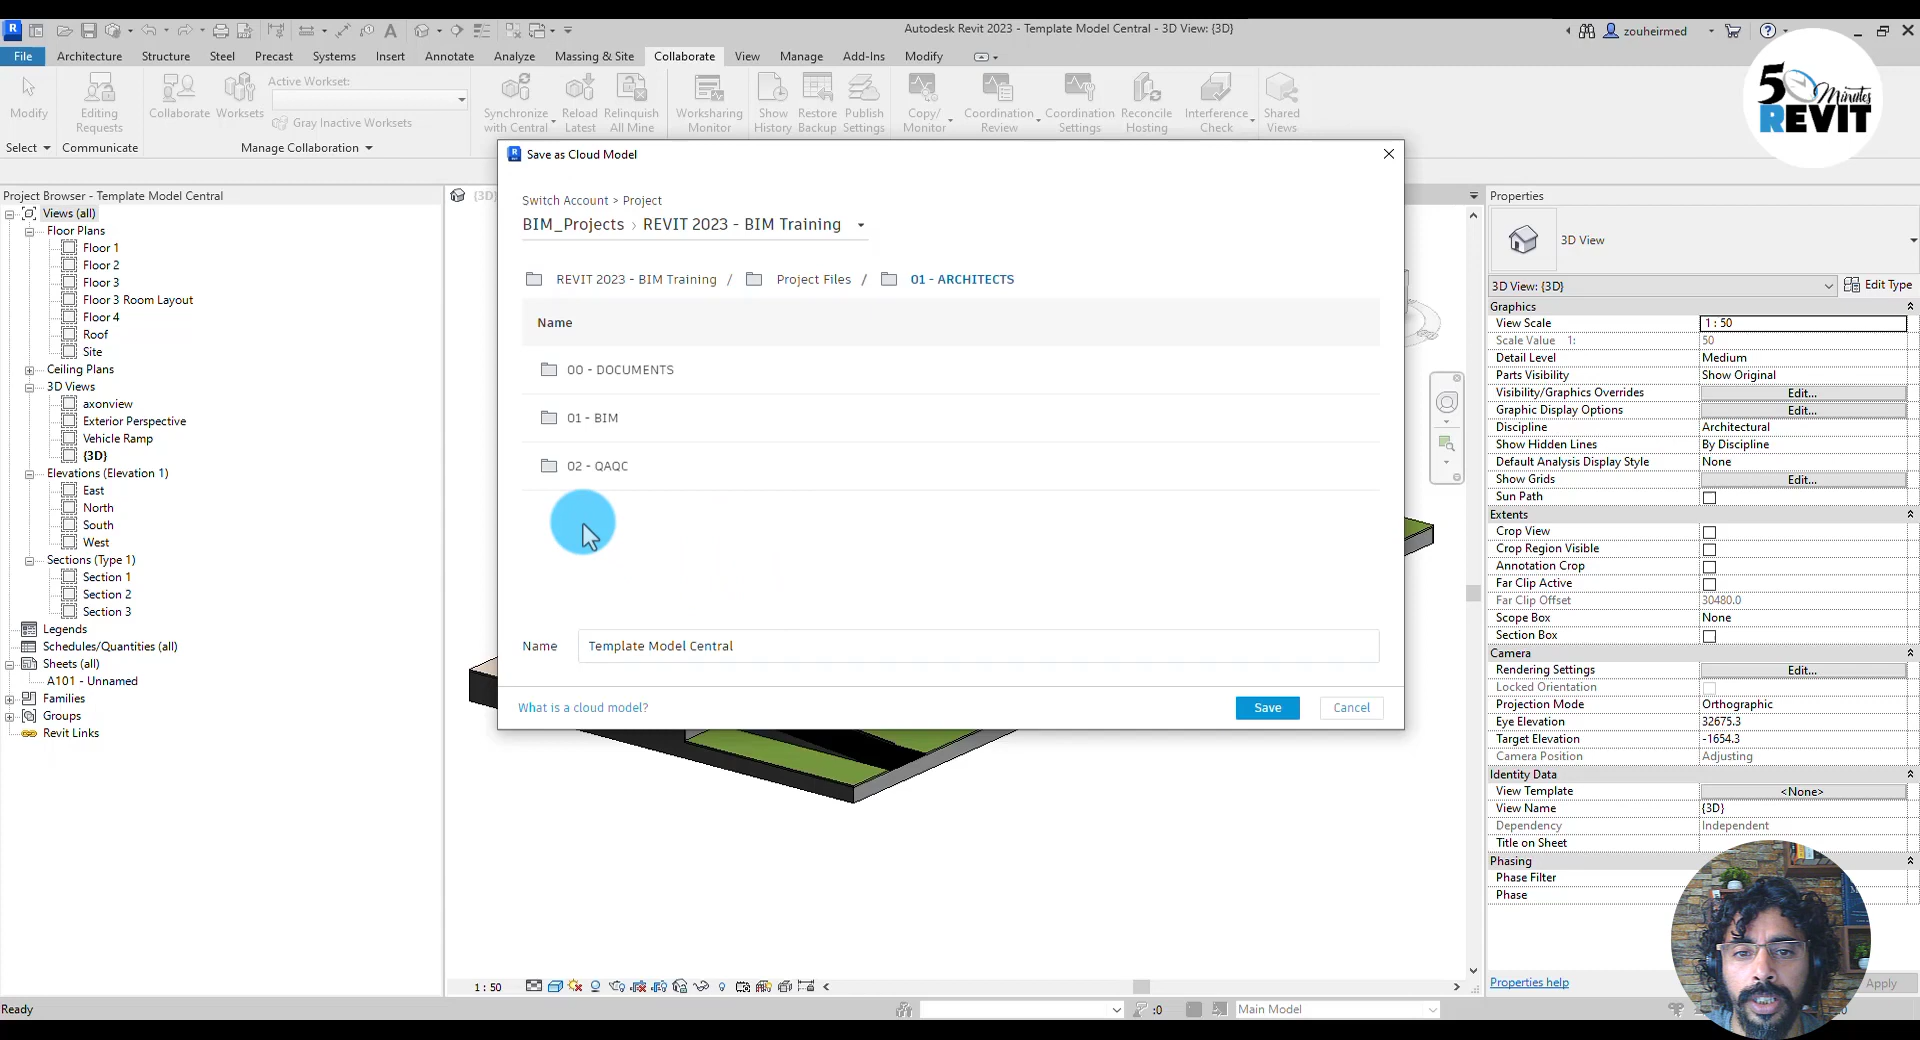 Autodesk Revit 2023 - Template Model Central - 3D View: {3D}
zouheirmed
File Architecture Structure Steel Precast Systems Insert Annotate Analyze Massing & Site Collaborate View Manage Add-Ins Modify
Modify
Editing Requests
Collaborate
Worksets
Active Workset:
Gray Inactive Worksets
Synchronize with Central
Reload Latest
Relinquish All Mine
Worksharing Monitor
Show History
Restore Backup
Publish Settings
Copy/ Monitor
Coordination Review
Coordination Settings
Reconcile Hosting
Interference Check
Shared Views
Select
Communicate
Manage Collaboration
5 Minutes
REVIT
Project Browser - Template Model Central
Views (all)
Floor Plans
Floor 1
Floor 2
Floor 3
Floor 3 Room Layout
Floor 4
Roof
Site
Ceiling Plans
3D Views
axonview
Exterior Perspective
Vehicle Ramp
{3D}
Elevations (Elevation 1)
East
North
South
West
Sections (Type 1)
Section 1
Section 2
Section 3
Legends
Schedules/Quantities (all)
Sheets (all)
A101 - Unnamed
Families
Groups
Revit Links
{3D}
Save as Cloud Model
Switch Account > Project
BIM_Projects › REVIT 2023 - BIM Training
REVIT 2023 - BIM Training / Project Files / 01 - ARCHITECTS
Name
00 - DOCUMENTS
01 - BIM
02 - QAQC
Name Template Model Central
What is a cloud model?
Save
Cancel
Properties
3D View
3D View: {3D} Edit Type
Graphics
View Scale 1 : 50
Scale Value 1: 50
Detail Level Medium
Parts Visibility Show Original
Visibility/Graphics Overrides Edit...
Graphic Display Options Edit...
Discipline Architectural
Show Hidden Lines By Discipline
Default Analysis Display Style None
Show Grids Edit...
Sun Path
Extents
Crop View
Crop Region Visible
Annotation Crop
Far Clip Active
Far Clip Offset 30480.0
Scope Box None
Section Box
Camera
Rendering Settings Edit...
Locked Orientation
Projection Mode Orthographic
Eye Elevation 32675.3
Target Elevation -1654.3
Camera Position Adjusting
Identity Data
View Template <None>
View Name {3D}
Dependency Independent
Title on Sheet
Phasing
Phase Filter
Phase
Properties help
Apply
1 : 50
Ready
:0
Main Model